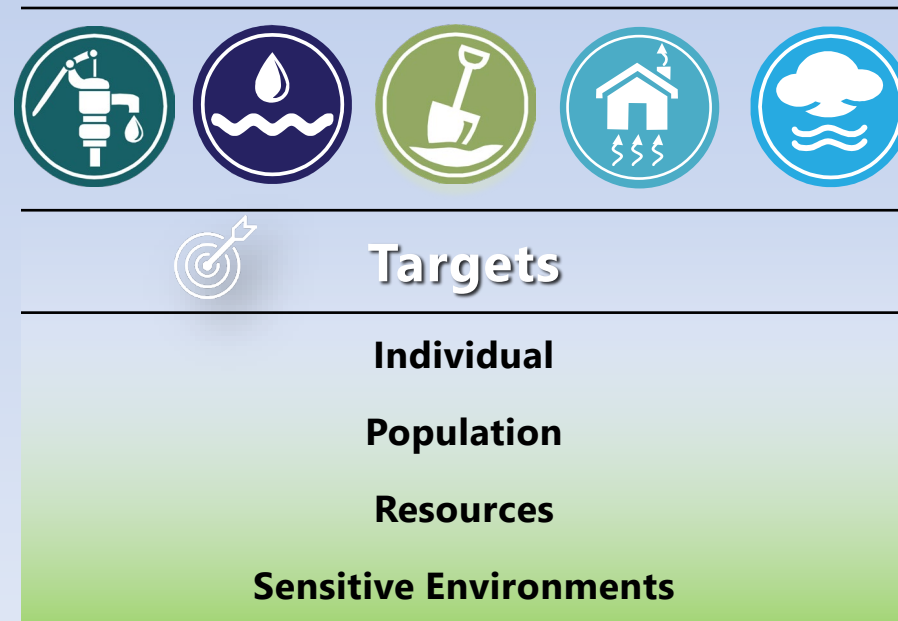 Targets
Individual
Population
Resources
Sensitive Environments